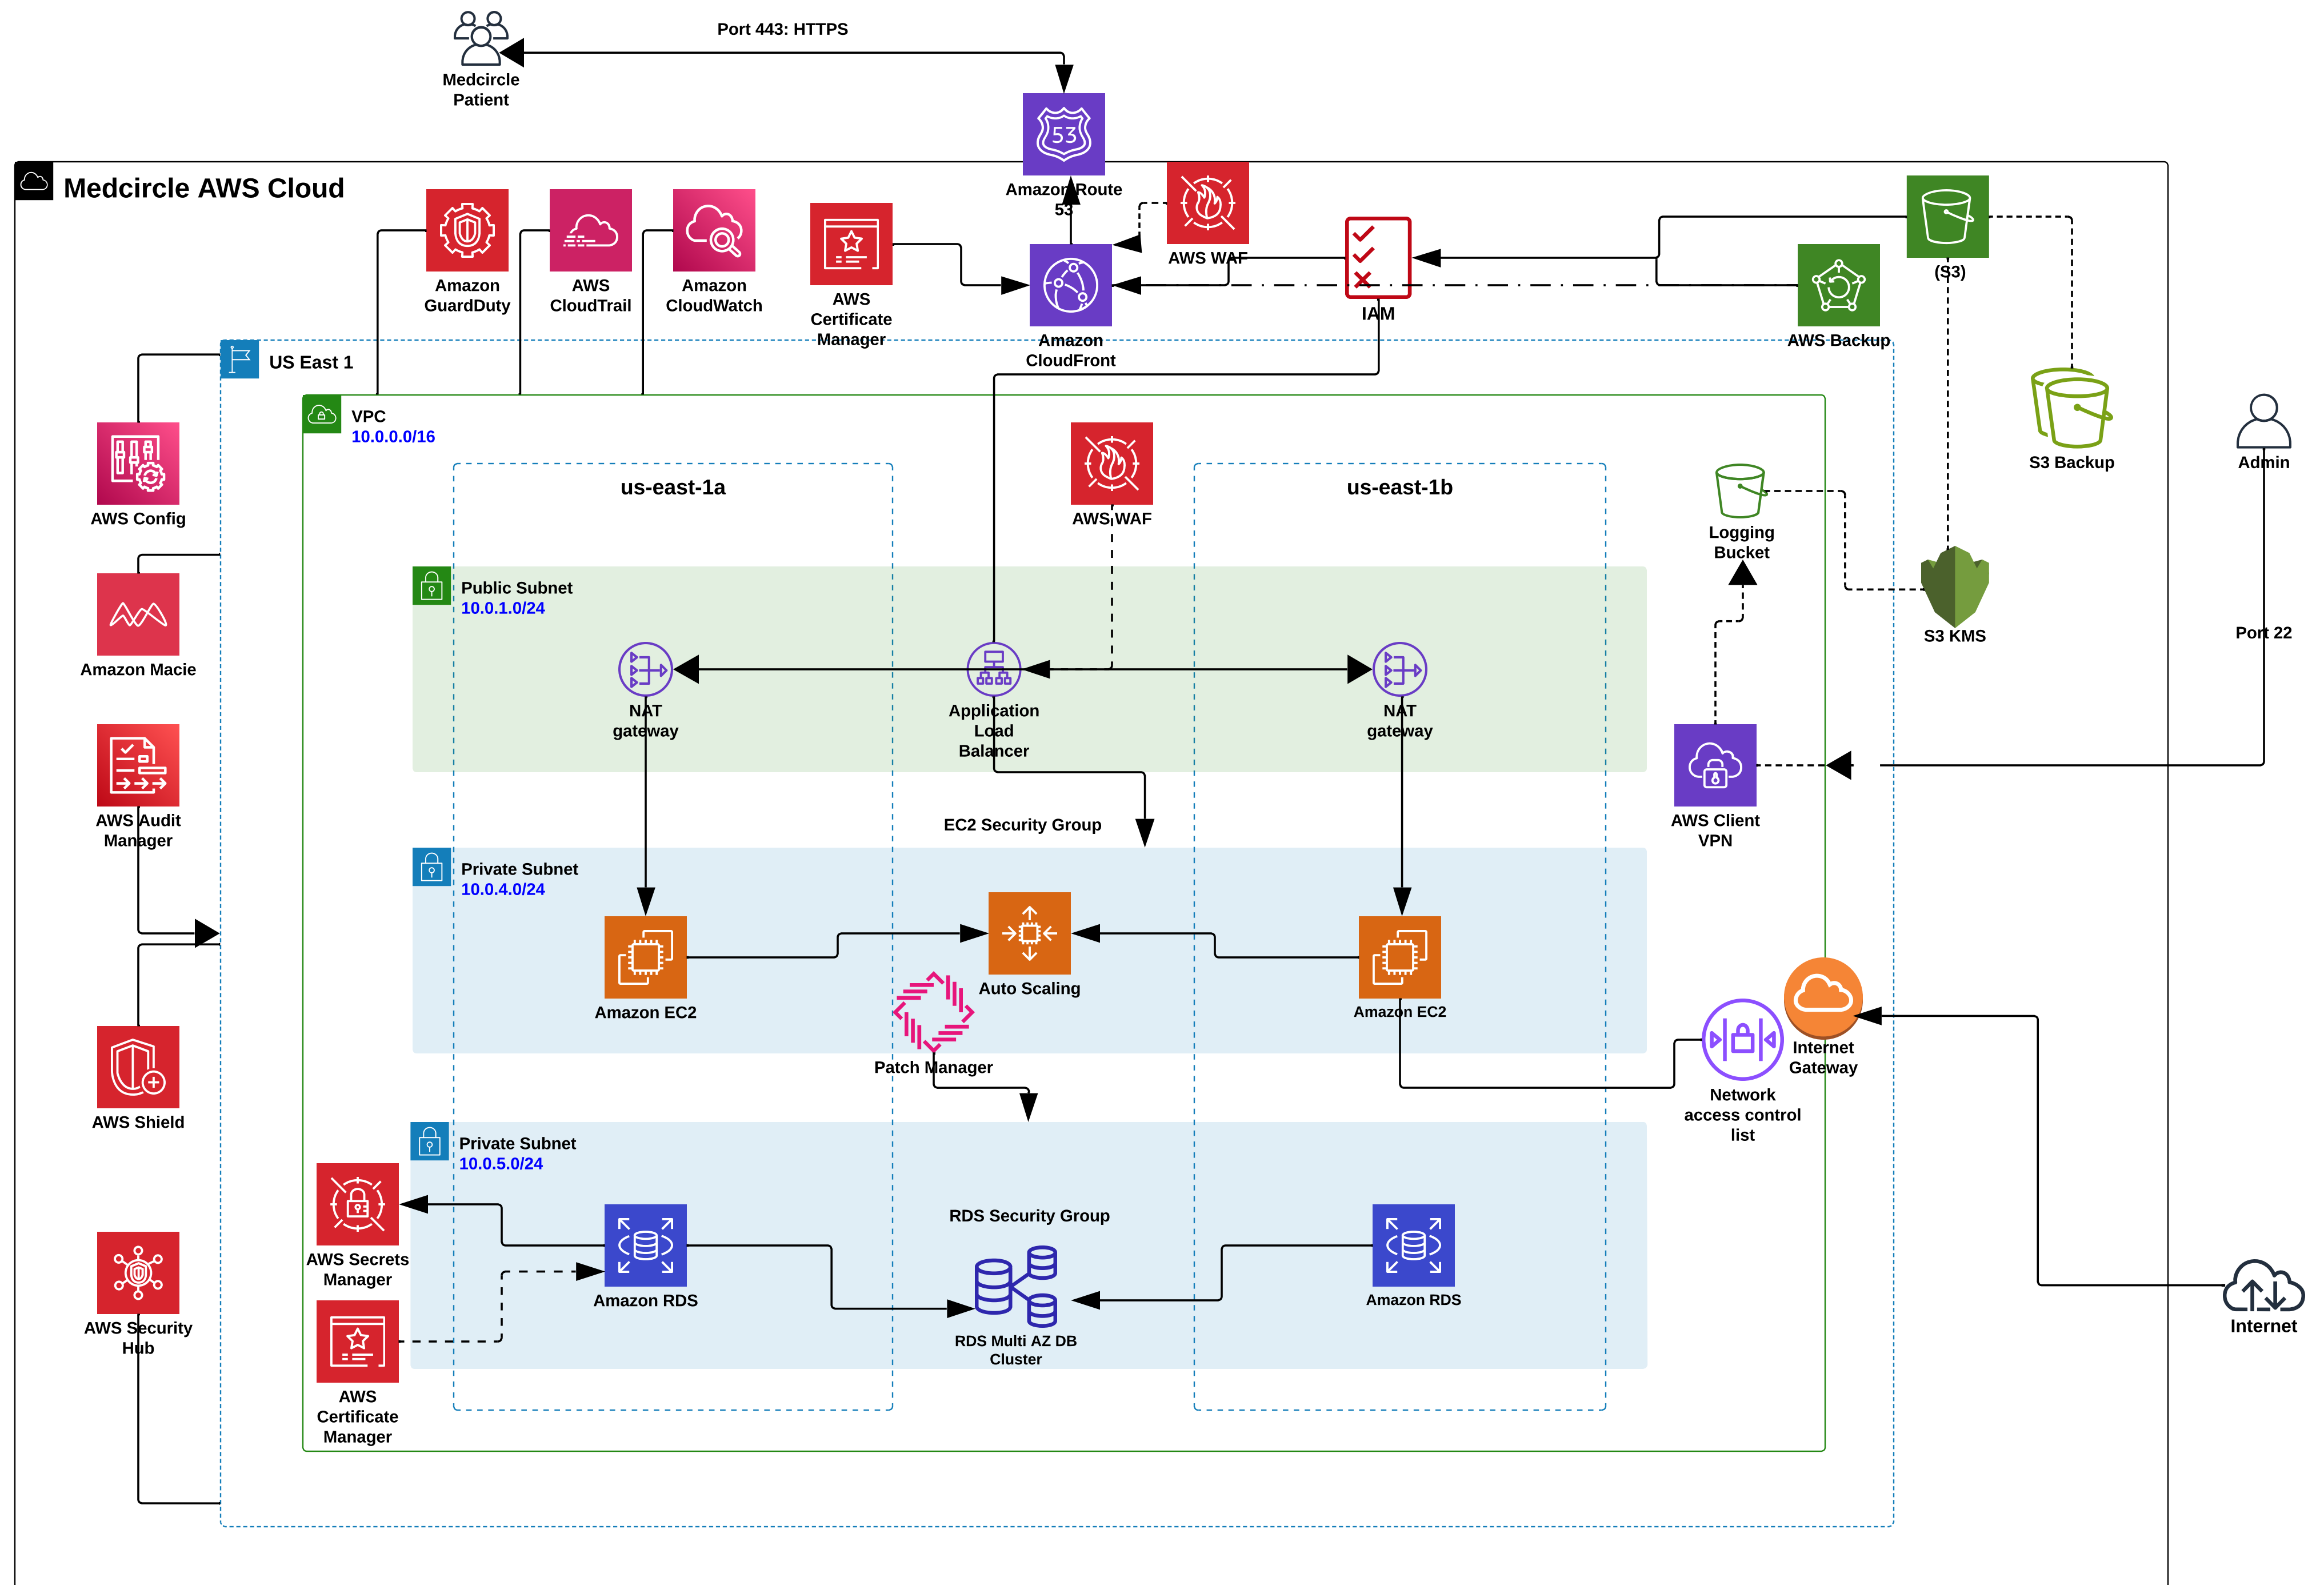 Port 443: HTTPS
Medcircle
Patient
53
Amazon Route
53
Medcircle AWS Cloud
Amazon
GuardDuty
AWS
CloudTrail
Amazon
CloudWatch
AWS
Certificate
Manager
Amazon
CloudFront
AWS WAF
IAM
(S3)
AWS Backup
S3 Backup
Admin
US East 1
VPC
10.0.0.0/16
AWS Config
us-east-1a
AWS WAF
us-east-1b
Logging
Bucket
S3 KMS
Port 22
Amazon Macie
Public Subnet
10.0.1.0/24
NAT
gateway
Application
Load
Balancer
NAT
gateway
AWS Audit
Manager
AWS Client
VPN
EC2 Security Group
Private Subnet
10.0.4.0/24
Amazon EC2
Auto Scaling
Amazon EC2
Patch Manager
Internet
Gateway
Network
access control
list
AWS Shield
Private Subnet
10.0.5.0/24
AWS Secrets
Manager
Amazon RDS
RDS Security Group
RDS Multi AZ DB
Cluster
Amazon RDS
AWS Security
Hub
AWS
Certificate
Manager
Internet